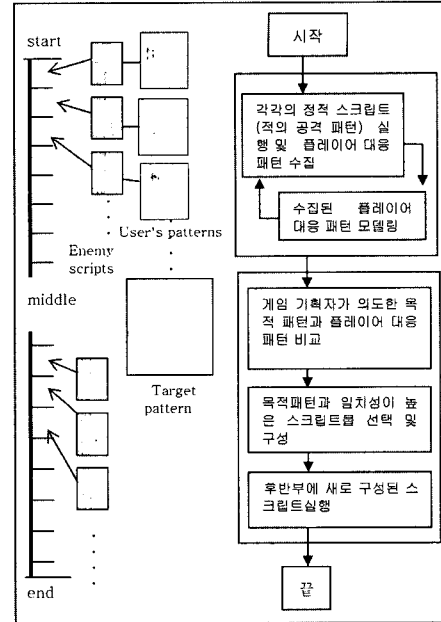 start
User's patterns
Enemy
scripts
middle
Target
pattern
end
시작
각각의 정적 스크립트
(적의 공격 패턴) 실
행 및 플레이어 대응
패턴 수집
수집된 플레이어
대응 패턴 모델링
게임 기획자가 의도한 목
적 패턴과 플레이어 대응
패턴 비교
목적패턴과 일치성이 높
은 스크립트들 선택 및
구성
후반부에 새로 구성된 스
크립트실행
끝